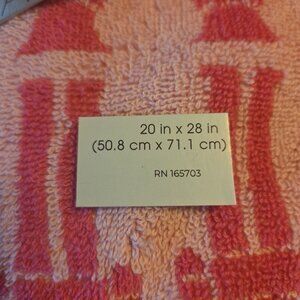 20 in x 28 in
(50.8 cm x 71.1 cm)
RN 165703